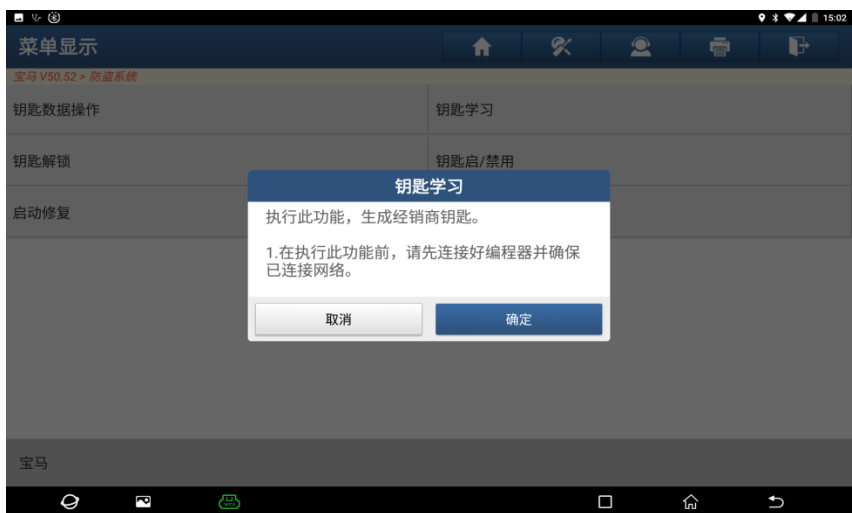 15:02
菜单显示
宝马 V50.52 > 防盗系统
钥匙数据操作
钥匙学习
钥匙解锁
钥匙启/禁用
启动修复
钥匙学习
执行此功能，生成经销商钥匙。
1.在执行此功能前，请先连接好编程器并确保
已连接网络。
取消
确定
宝马